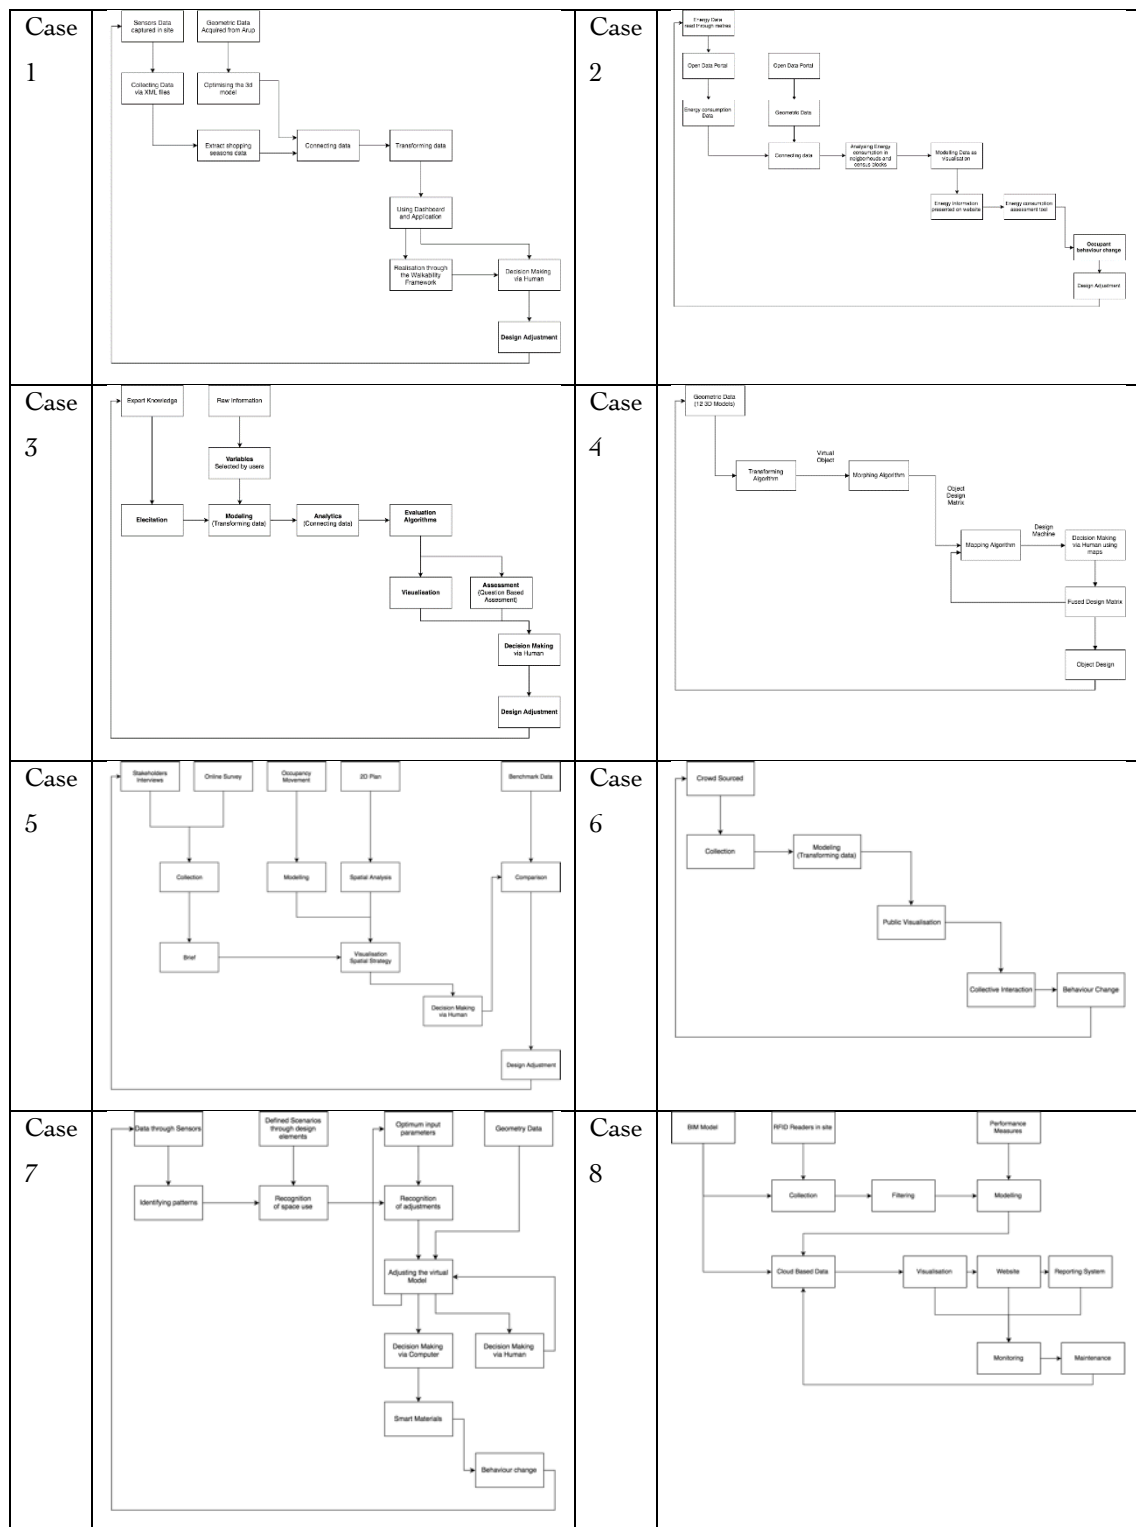 Case
1
Sensors Data
captured in site
Geometric Data
Acquired from Arup
Collecting Data
via XML files
Optimising the 3d
model
Extract shopping
seasons data
Connecting data
Transforming data
Using Dashboard
and Application
Realisation through
the Walkability
Framework
Decision Making
via Human
Design Adjustment
Case
2
Energy Data
read through metres
Open Data Portal
Open Data Portal
Energy consumption
Data
Geometric Data
Connecting data
Analysing Energy
consumption in
census blocks
Modelling Data as
Visualisation
Energy Information
presented on website
Energy consumption
assessment tool
Occupant
behaviour change
Design Adjustment
Case
3
Expert Knowledge
Raw Information
Variables
Selected by users
Elecitation
Modeling
(Transforming data)
Analytics
(Connecting data)
Evaluation
Algorithms
Visualisation
Assessment
(Question Based
Assesment)
Decision Making
via Human
Design Adjustment
Case
4
Geometric Data
(12 3D Models)
Transforming
Algorithm
Virtual
Object
Morphing Algorithm
Object
Design
Matrix
Mapping Algorithm
Design
Machine
Decision Making
via Human using
maps
Fused Design Matrix
Object Design
Case
5
Stakeholders
Interviews
Online Survey
Occupancy
Movement
2D Plan
Benchmark Data
Collection
Modelling
Spatial Analysis
Comparison
Brief
Visualisation
Spatial Strategy
Decision Making
via Human
Design Adjustment
Case
6
Crowd Sourced
Collection
Modeling
(Transforming data)
Public Visualisation
Collective Interaction
Behaviour Change
Case
7
Data through Sensors
Defined Scenarios
through design
elements
Optimum input
parameters
Geometry Data
Identifying patterns
Recognition
of space use
Recognition
of adjustments
Adjusting the virtual
Model
Decision Making
via Computer
Decision Making
via Human
Smart Materials
Behaviour change
Case
8
BIM Model
RFID Readers in site
Performance
Measures
Collection
Filtering
Modelling
Cloud Based Data
Visualisation
Website
Reporting System
Monitoring
Maintenance